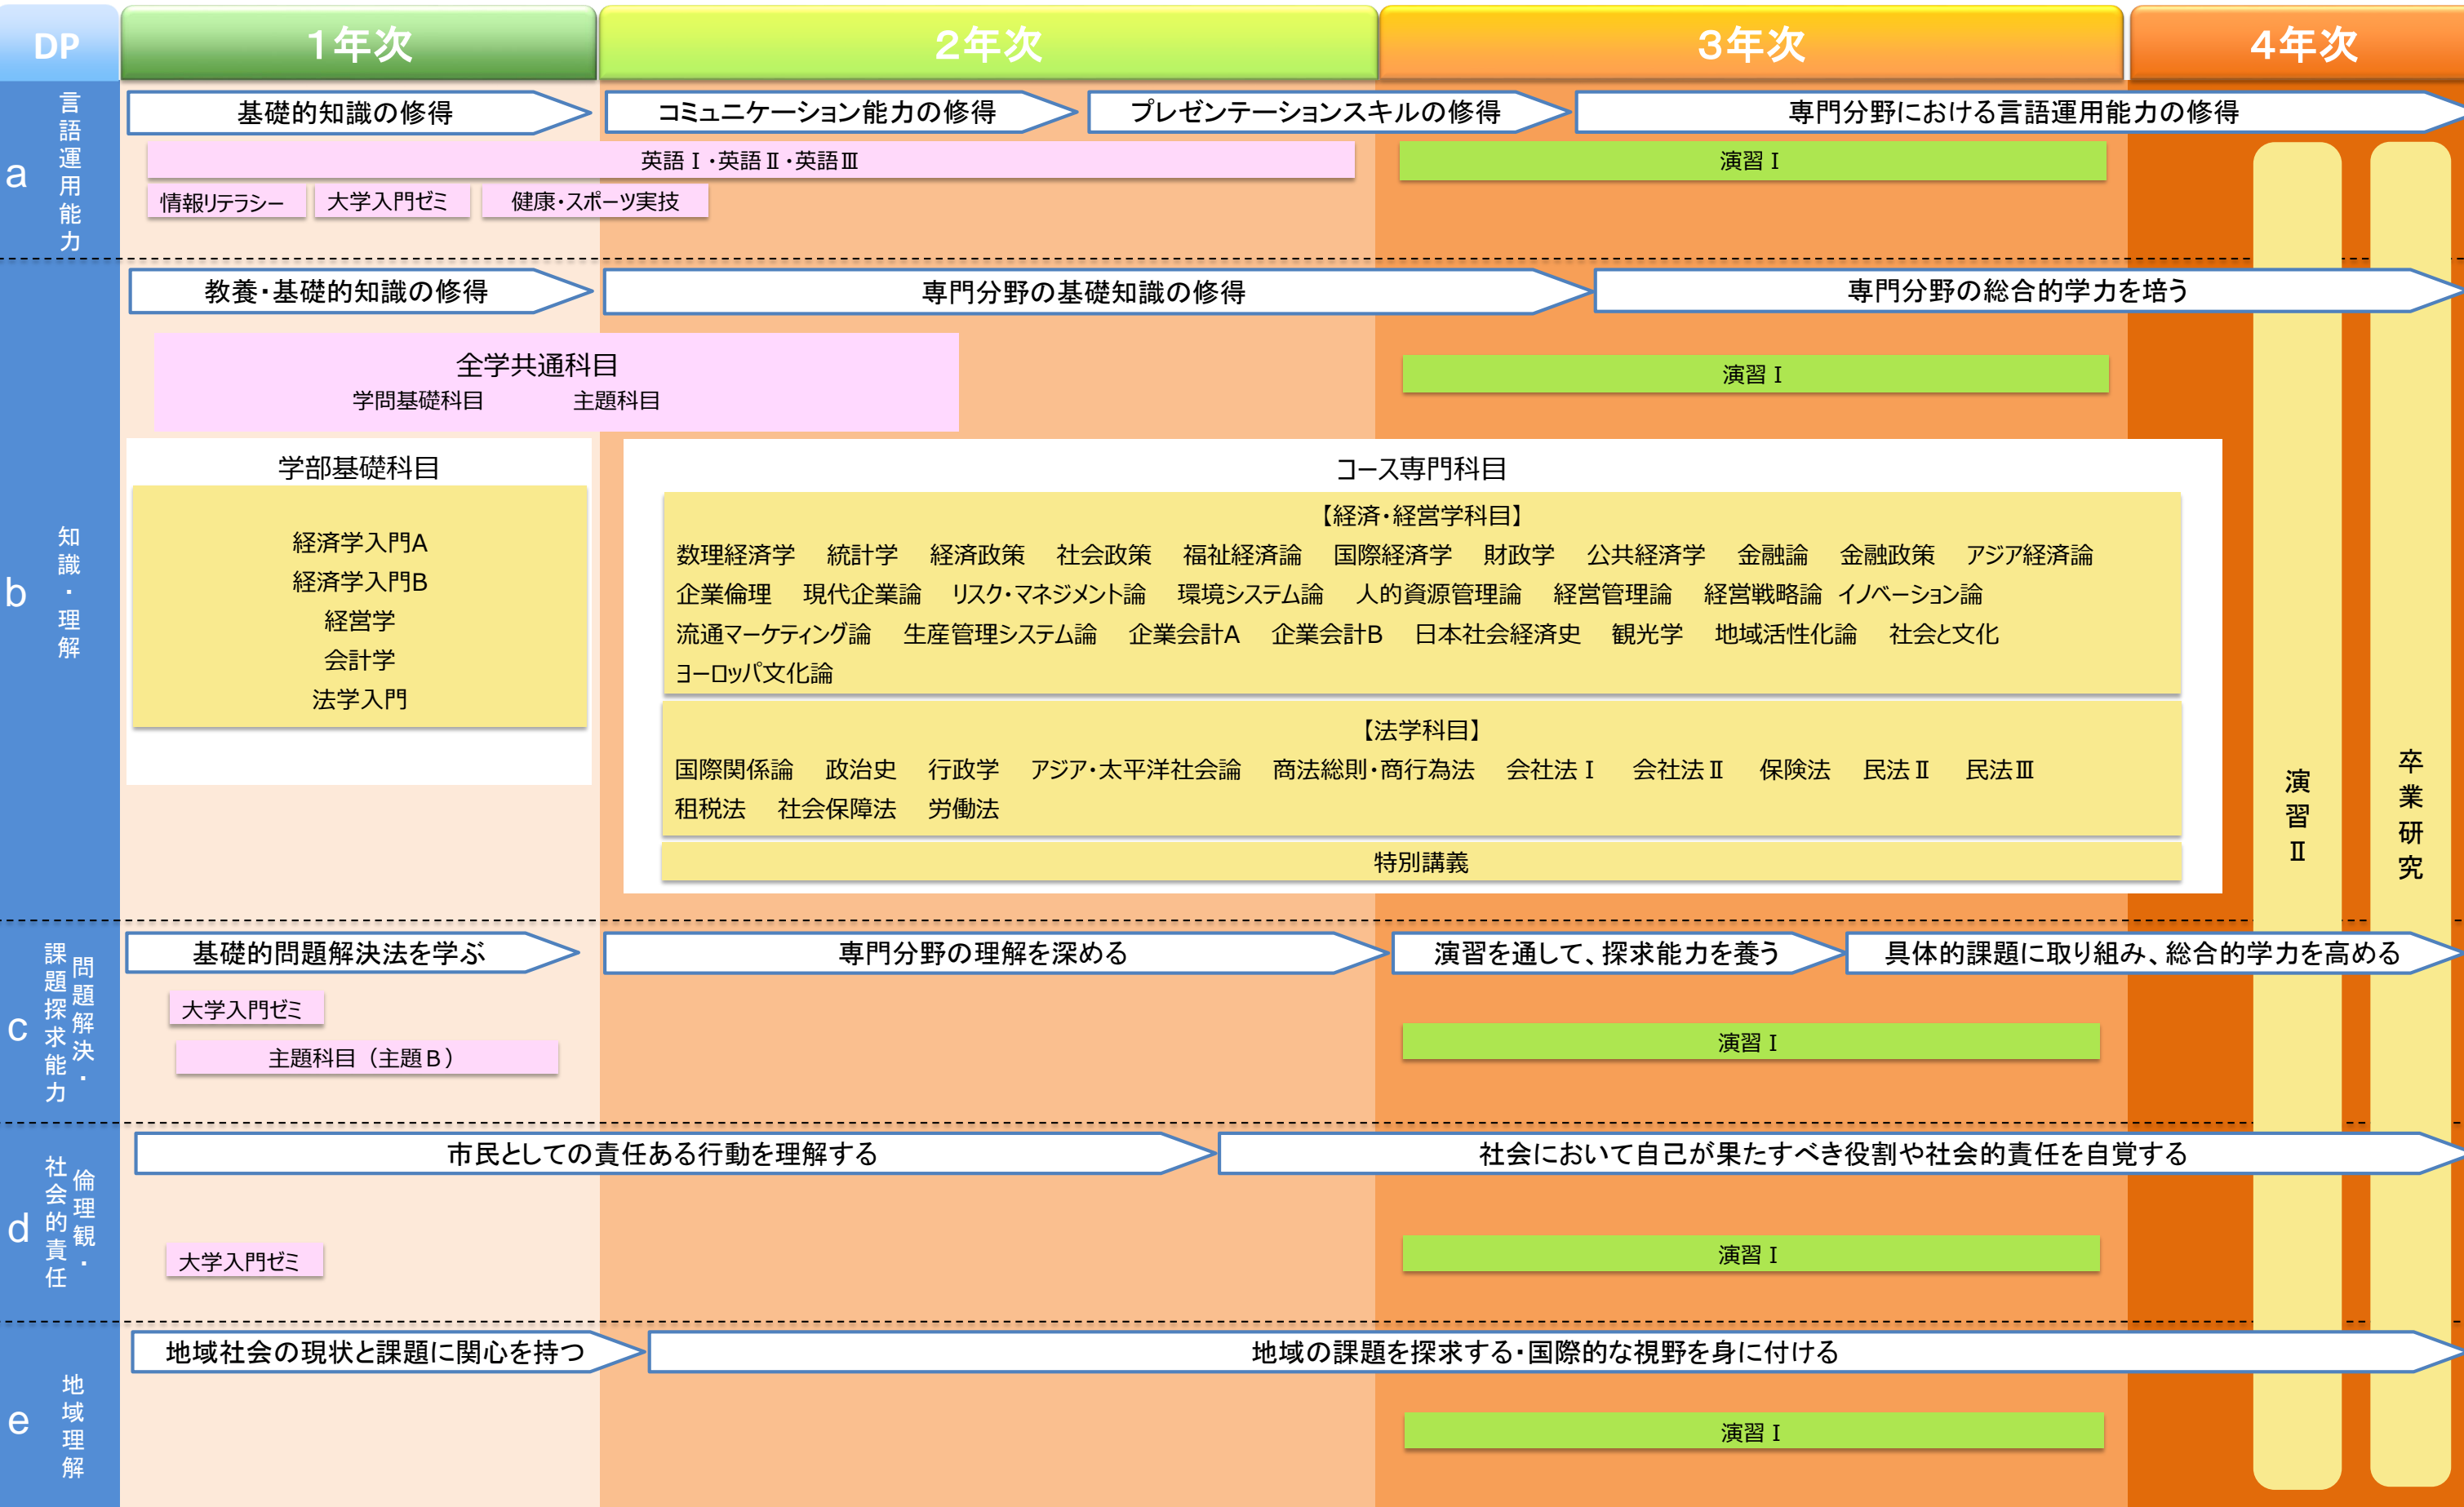 DP
１年次
２年次
３年次
４年次
a
言語運用能力
基礎的知識の修得
コミュニケーション能力の修得
プレゼンテーションスキルの修得
専門分野における言語運用能力の修得
英語Ⅰ・英語Ⅱ・英語Ⅲ
演習Ⅰ
情報リテラシー
大学入門ゼミ
健康・スポーツ実技
b
知識・理解
教養・基礎的知識の修得
専門分野の基礎知識の修得
専門分野の総合的学力を培う
全学共通科目
学問基礎科目 主題科目
演習Ⅰ
学部基礎科目
経済学入門A
経済学入門B
経営学
会計学
法学入門
コース専門科目
【経済・経営学科目】
数理経済学 統計学 経済政策 社会政策 福祉経済論 国際経済学 財政学 公共経済学 金融論 金融政策 アジア経済論
企業倫理 現代企業論 リスク・マネジメント論 環境システム論 人的資源管理論 経営管理論 経営戦略論 イノベーション論
流通マーケティング論 生産管理システム論 企業会計A 企業会計B 日本社会経済史 観光学 地域活性化論 社会と文化
ヨーロッパ文化論
【法学科目】
国際関係論 政治史 行政学 アジア・太平洋社会論 商法総則・商行為法 会社法Ⅰ 会社法Ⅱ 保険法 民法Ⅱ 民法Ⅲ
租税法 社会保障法 労働法
特別講義
演習Ⅱ
卒業研究
c
問題解決・
課題探求能力
基礎的問題解決法を学ぶ
専門分野の理解を深める
演習を通して、探求能力を養う
具体的課題に取り組み、総合的学力を高める
大学入門ゼミ
主題科目（主題Ｂ）
演習Ⅰ
d
倫理観・
社会的責任
市民としての責任ある行動を理解する
社会において自己が果たすべき役割や社会的責任を自覚する
大学入門ゼミ
演習Ⅰ
e
地域理解
地域社会の現状と課題に関心を持つ
地域の課題を探求する・国際的な視野を身に付ける
演習Ⅰ